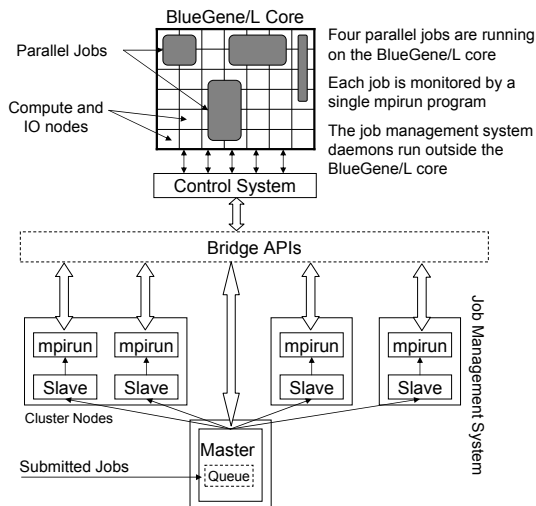 BlueGene/L Core
Parallel Jobs
Compute and
IO nodes
Four parallel jobs are running
on the BlueGene/L core
Each job is monitored by a
single mpirun program
The job management system
daemons run outside the
BlueGene/L core
Control System
Bridge APIs
mpirun
mpirun
mpirun
mpirun
Slave
Slave
Slave
Slave
Cluster Nodes
Job Management System
Master
Queue
Submitted Jobs